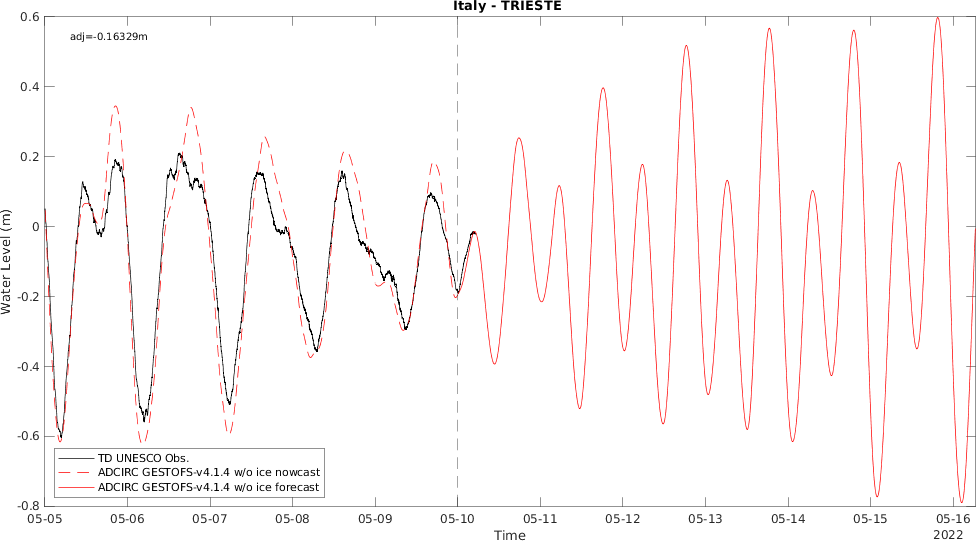 Italy - TRIESTE
adj=-0.16329m
Water Level (m)
0.6
0.4
0.2
0
-0.2
-0.4
-0.6
-0.8
TD UNESCO Obs.
ADCIRC GESTOFS-v4.1.4 w/o ice nowcast
ADCIRC GESTOFS-v4.1.4 w/o ice forecast
05-05 05-06 05-07 05-08 05-09 05-10 05-11 05-12 05-13 05-14 05-15 05-16
Time
2022